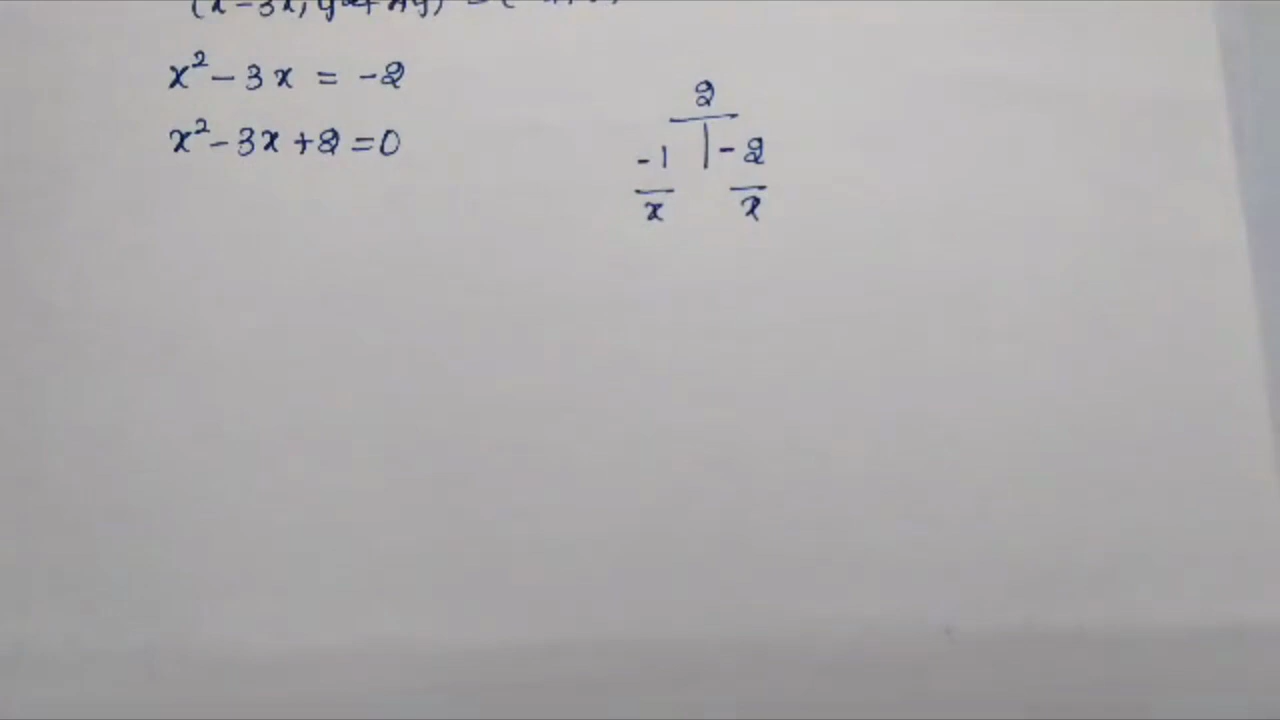 x² - 3x = -2
x² - 3x + 2 = 0
2
-1 | -2
x x